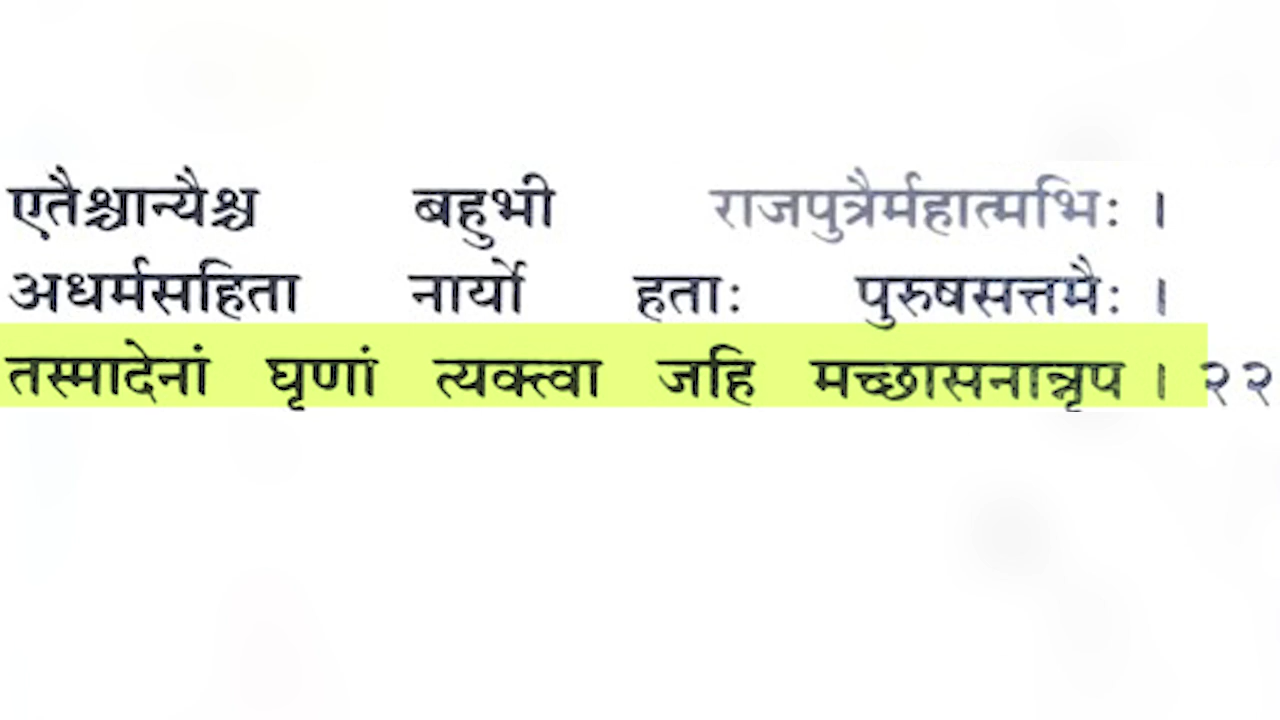 एतैश्चान्यैश्च बहुभी राजपुत्रैर्महात्मभिः ।
अधर्मसहिता नार्यो हताः पुरुषसत्तमैः ।
तस्मादेनां घृणां त्यक्त्वा जहि मच्छासनान्नृप । २२